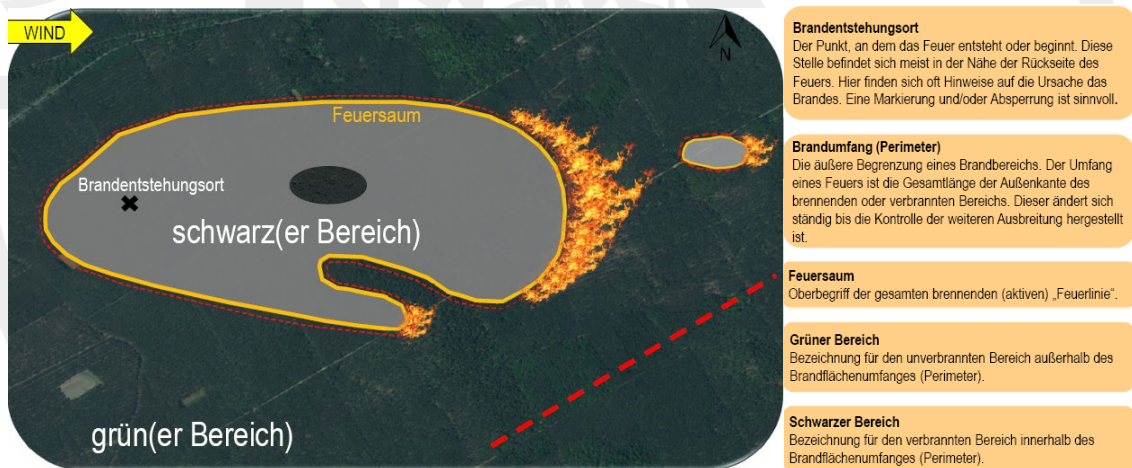 WIND
N
Feuersaum
Brandentstehungsort
schwarz(er Bereich)
grün(er Bereich)
Brandentstehungsort
Der Punkt, an dem das Feuer entsteht oder beginnt. Diese
Stelle befindet sich meist in der Nähe der Rückseite des
Feuers. Hier finden sich oft Hinweise auf die Ursache das
Brandes. Eine Markierung und/oder Absperrung ist sinnvoll.
Brandumfang (Perimeter)
Die äußere Begrenzung eines Brandbereichs. Der Umfang
eines Feuers ist die Gesamtlänge der Außenkante des
brennenden oder verbrannten Bereichs. Dieser ändert sich
ständig bis die Kontrolle der weiteren Ausbreitung hergestellt
ist.
Feuersaum
Oberbegriff der gesamten brennenden (aktiven) „Feuerlinie“.
Grüner Bereich
Bezeichnung für den unverbrannten Bereich außerhalb des
Brandflächenumfanges (Perimeter).
Schwarzer Bereich
Bezeichnung für den verbrannten Bereich innerhalb des
Brandflächenumfanges (Perimeter).